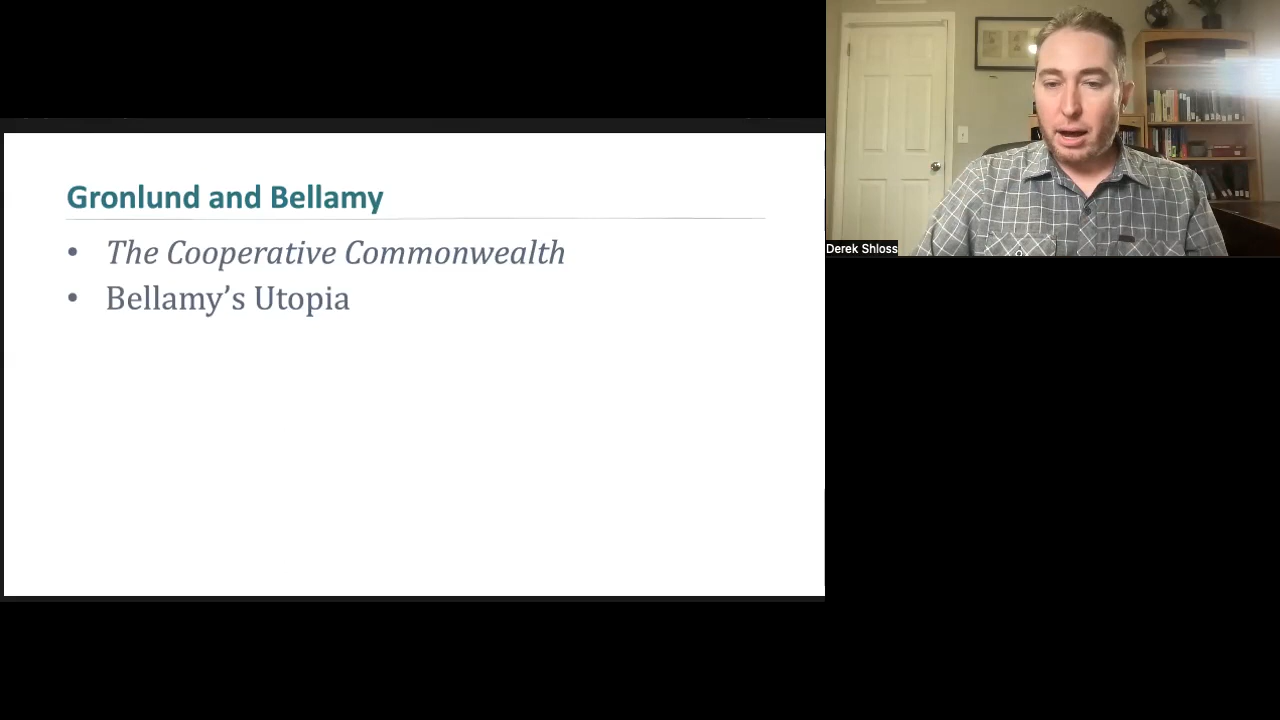 Gronlund and Bellamy
• The Cooperative Commonwealth
• Bellamy’s Utopia
Derek Shloss